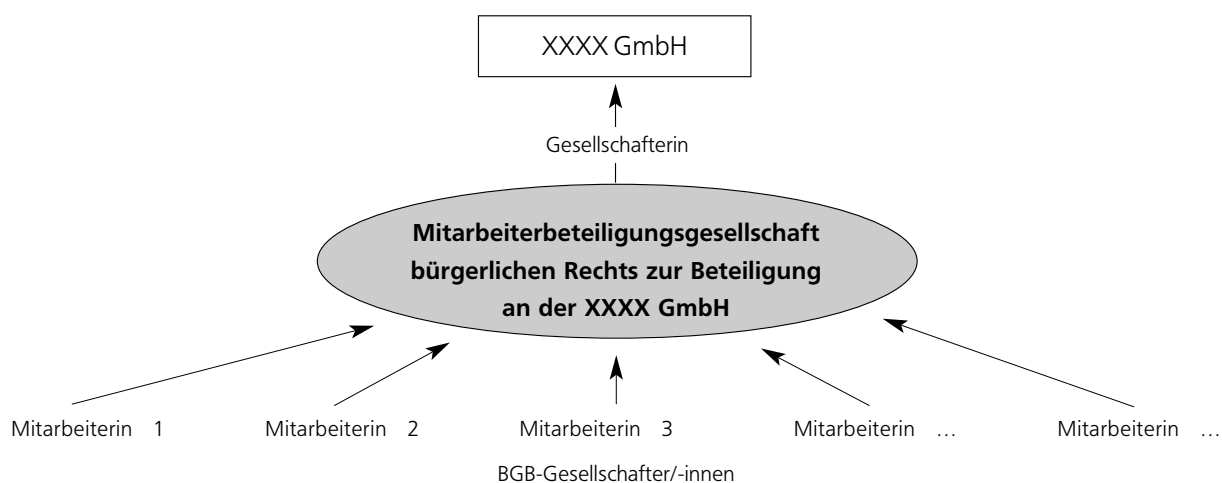 XXXX GmbH
Gesellschafterin
Mitarbeiterbeteiligungsgesellschaft
bürgerlichen Rechts zur Beteiligung
an der XXXX GmbH
Mitarbeiterin 1 Mitarbeiterin 2 Mitarbeiterin 3 Mitarbeiterin … Mitarbeiterin …
BGB-Gesellschafter/-innen